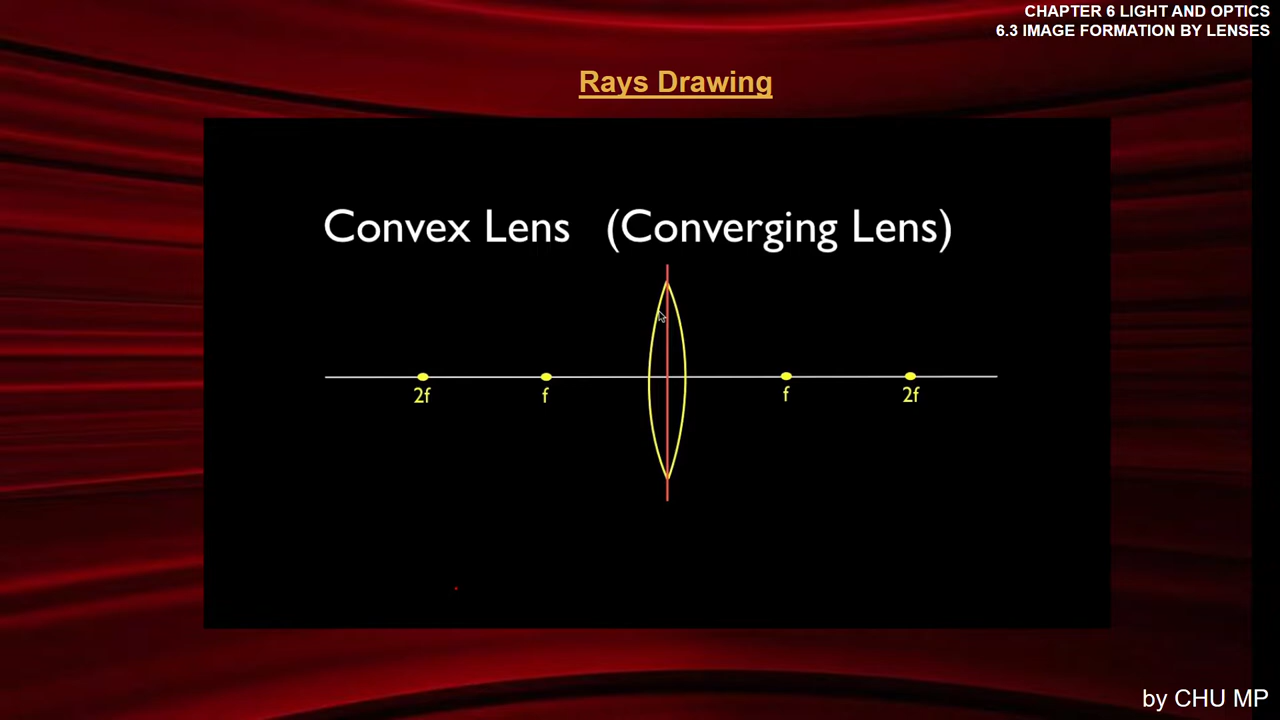 CHAPTER 6 LIGHT AND OPTICS
6.3 IMAGE FORMATION BY LENSES
Rays Drawing
Convex Lens (Converging Lens)
2f f f 2f
by CHU MP